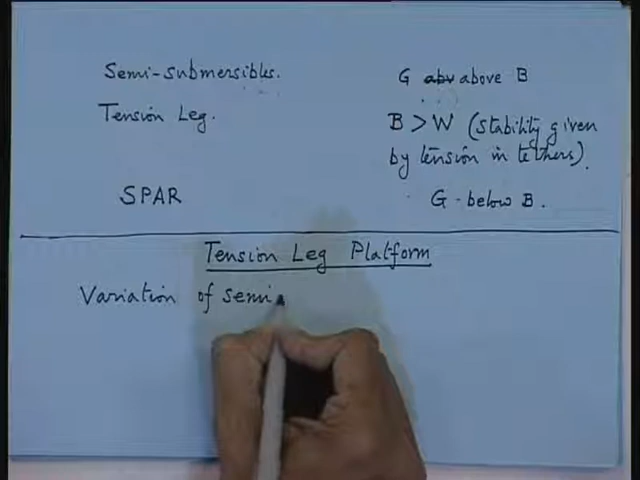 Semi-submersibles. G abv above B
Tension Leg. B > W (stability given
by tension in tethers).
SPAR G - below B.
Tension Leg Platform
Variation of semi